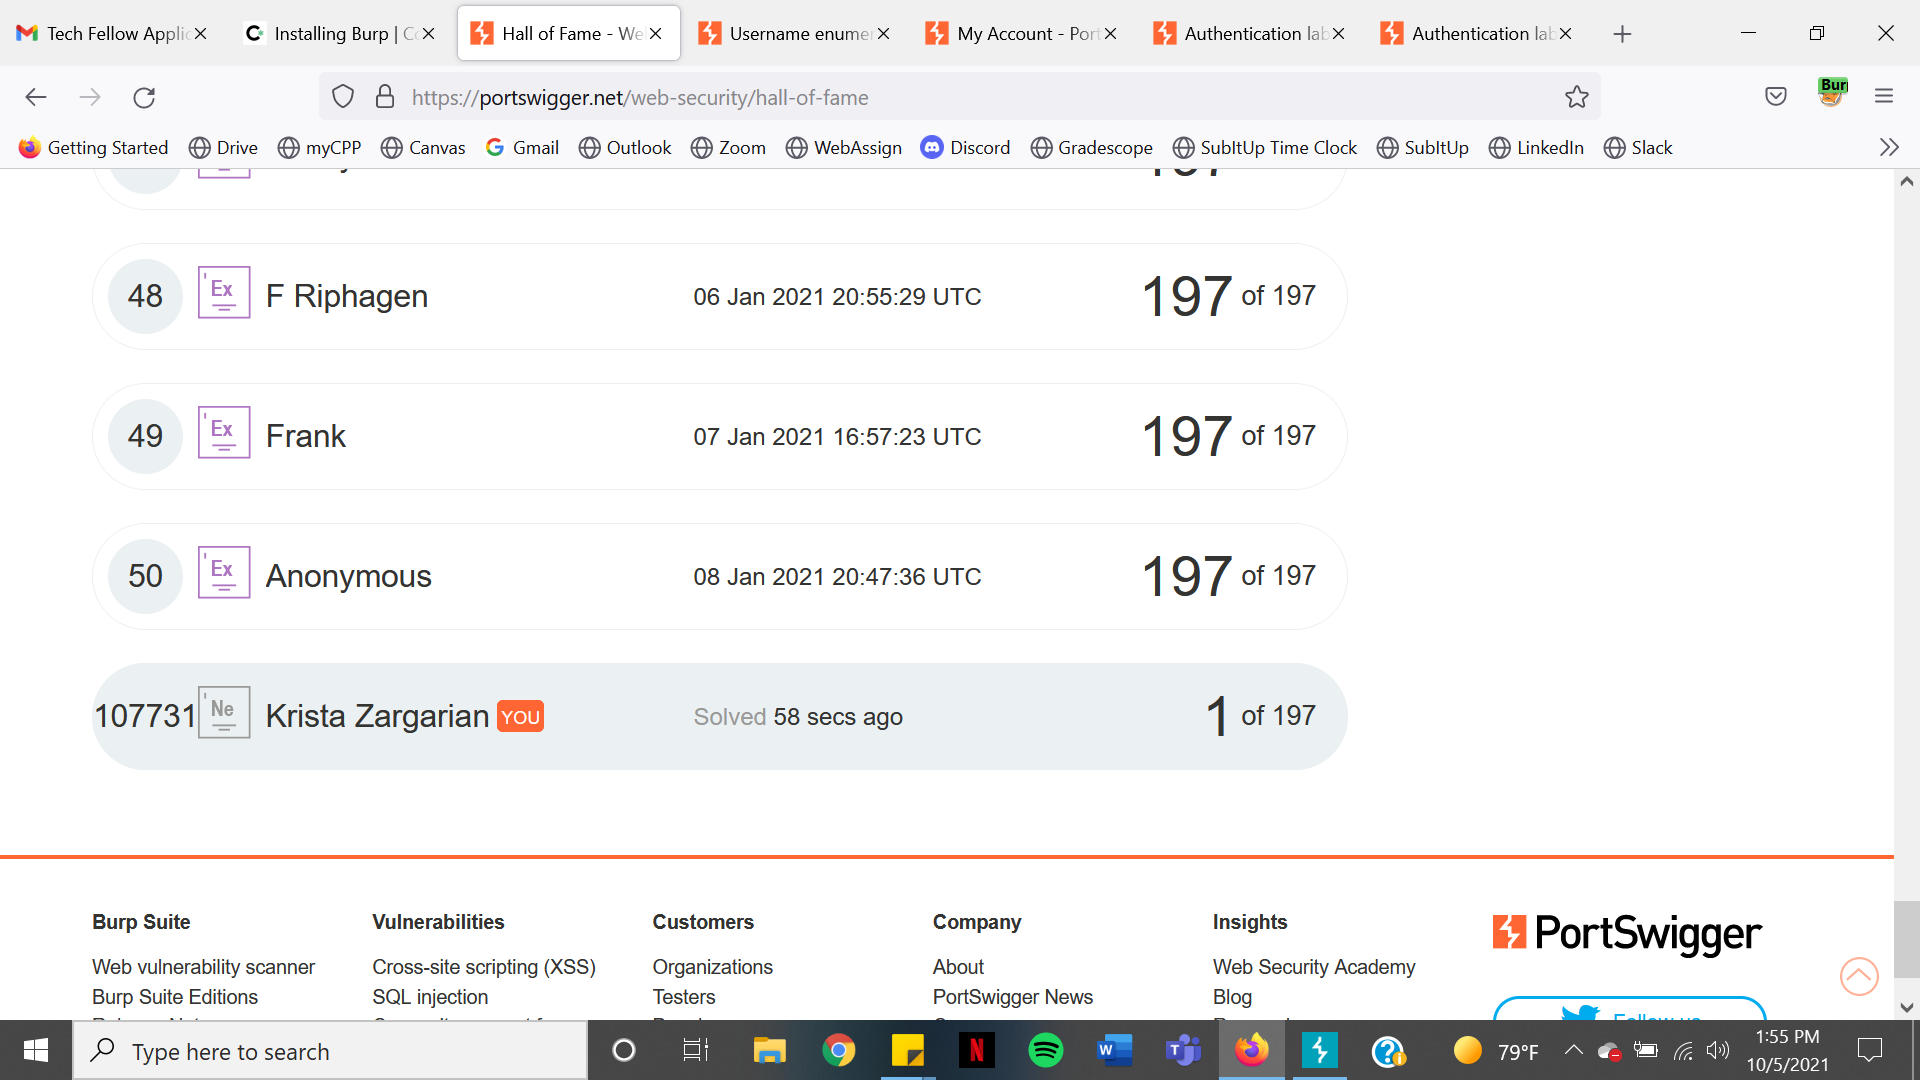 Tech Fellow Applic
Installing Burp | Co
Hall of Fame - We
Username enumer
My Account - Port
Authentication lab
Authentication lab
https://portswigger.net/web-security/hall-of-fame
Bur
Getting Started Drive myCPP Canvas Gmail Outlook Zoom WebAssign Discord Gradescope SubItUp Time Clock SubItUp LinkedIn Slack
48 Ex F Riphagen 06 Jan 2021 20:55:29 UTC 197 of 197
49 Ex Frank 07 Jan 2021 16:57:23 UTC 197 of 197
50 Ex Anonymous 08 Jan 2021 20:47:36 UTC 197 of 197
107731 Ne Krista Zargarian YOU Solved 58 secs ago 1 of 197
Burp Suite
Web vulnerability scanner
Burp Suite Editions
Vulnerabilities
Cross-site scripting (XSS)
SQL injection
Customers
Organizations
Testers
Company
About
PortSwigger News
Insights
Web Security Academy
Blog
PortSwigger
Follow us
Type here to search
79°F
1:55 PM
10/5/2021